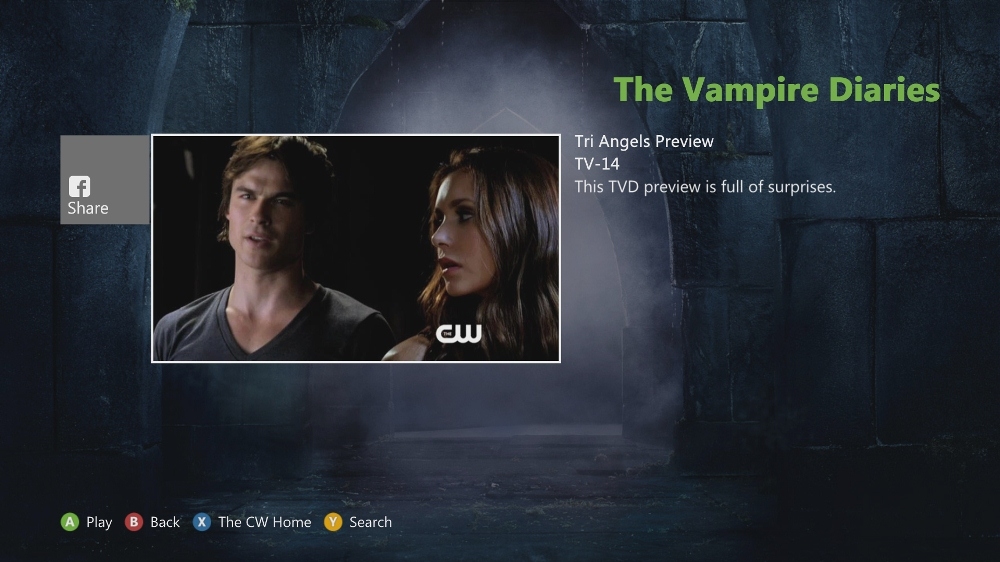 The Vampire Diaries
Tri Angels Preview
TV-14
This TVD preview is full of surprises.
f
Share
THE CW
A Play B Back X The CW Home Y Search